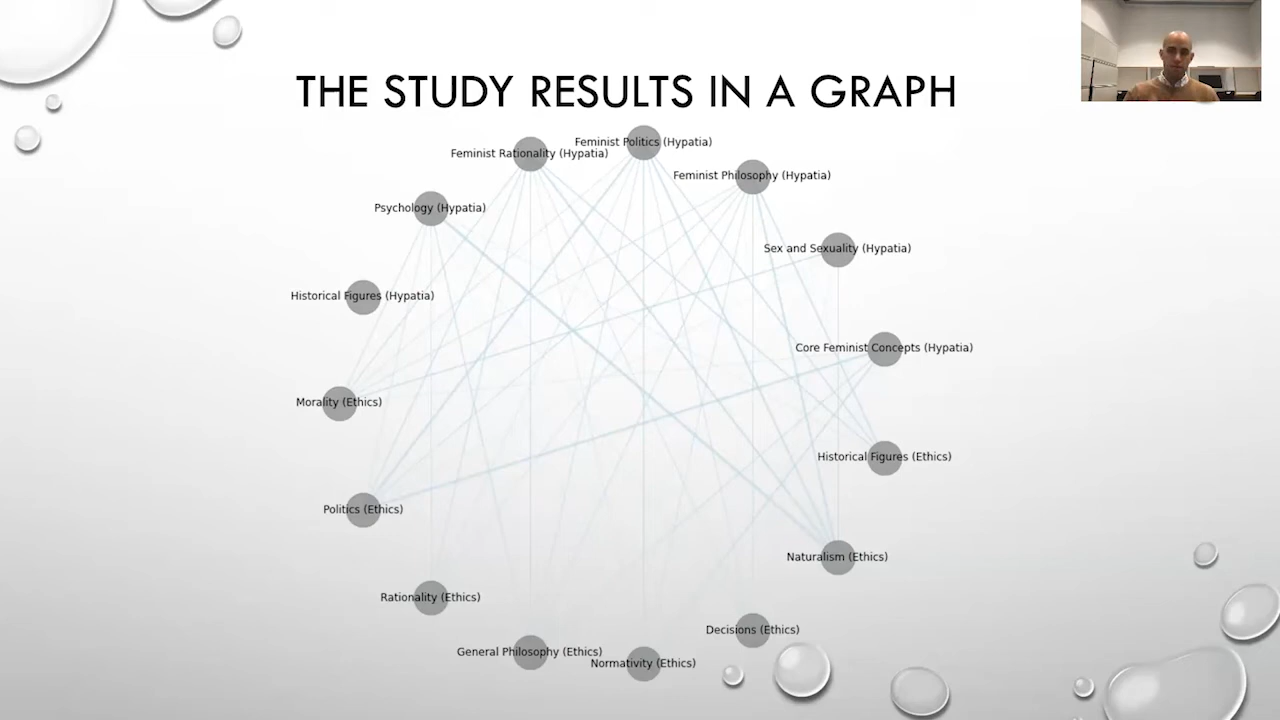 THE STUDY RESULTS IN A GRAPH
Feminist Politics (Hypatia)
Feminist Rationality (Hypatia)
Feminist Philosophy (Hypatia)
Psychology (Hypatia)
Sex and Sexuality (Hypatia)
Historical Figures (Hypatia)
Core Feminist Concepts (Hypatia)
Morality (Ethics)
Historical Figures (Ethics)
Politics (Ethics)
Naturalism (Ethics)
Rationality (Ethics)
Decisions (Ethics)
General Philosophy (Ethics)
Normativity (Ethics)